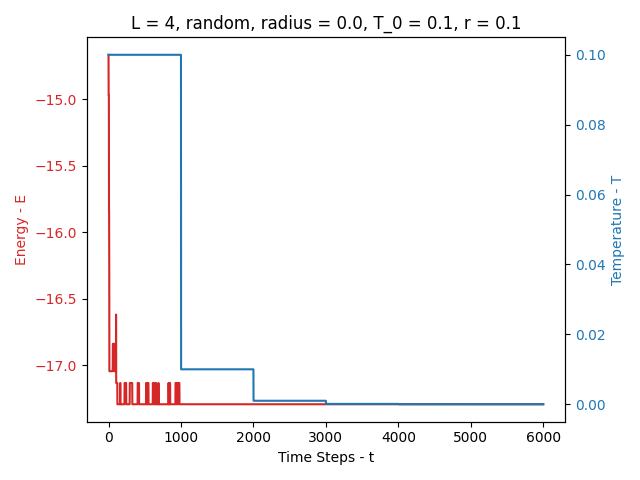 L = 4, random, radius = 0.0, T_0 = 0.1, r = 0.1
Energy - E
−15.0
−15.5
−16.0
−16.5
−17.0
0.10
0.08
0.06
0.04
0.02
0.00
Temperature - T
0 1000 2000 3000 4000 5000 6000
Time Steps - t